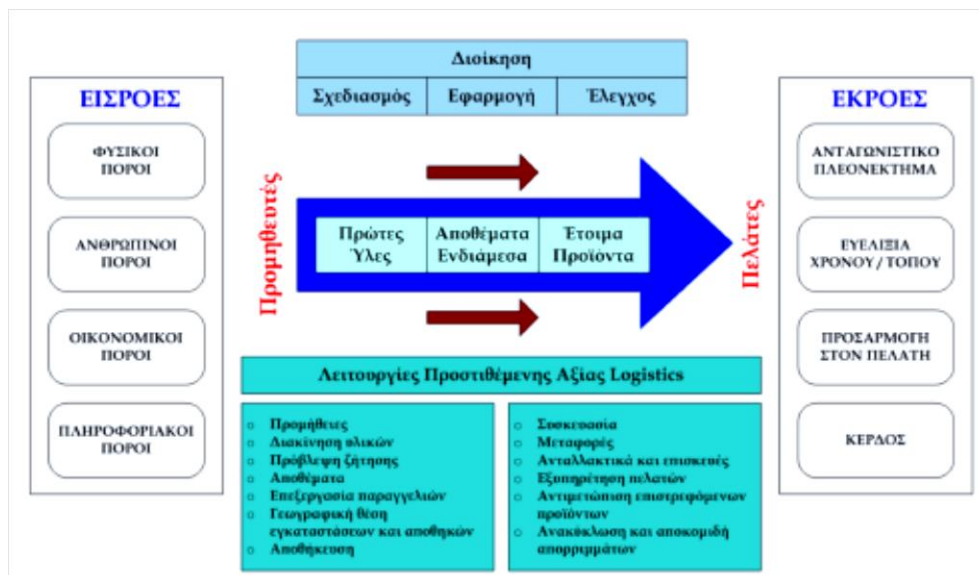 Διοίκηση
Σχεδιασμός
Εφαρμογή
Έλεγχος
ΕΙΣΡΟΕΣ
ΦΥΣΙΚΟΙ
ΠΟΡΟΙ
ΑΝΘΡΩΠΙΝΟΙ
ΠΟΡΟΙ
ΟΙΚΟΝΟΜΙΚΟΙ
ΠΟΡΟΙ
ΠΛΗΡΟΦΟΡΙΑΚΟΙ
ΠΟΡΟΙ
Προμηθευτές
Πρώτες
Ύλες
Αποθέματα
Ενδιάμεσα
Έτοιμα
Προϊόντα
Πελάτες
ΕΚΡΟΕΣ
ΑΝΤΑΓΩΝΙΣΤΙΚΟ
ΠΛΕΟΝΕΚΤΗΜΑ
ΕΥΕΛΙΞΙΑ
ΧΡΟΝΟΥ / ΤΟΠΟΥ
ΠΡΟΣΑΡΜΟΓΗ
ΣΤΟΝ ΠΕΛΑΤΗ
ΚΕΡΔΟΣ
Λειτουργίες Προστιθέμενης Αξίας Logistics
o Προμήθειες
o Διακίνηση υλικών
o Πρόβλεψη ζήτησης
o Αποθέματα
o Επεξεργασία παραγγελιών
o Γεωγραφική θέση
εγκαταστάσεων και αποθηκών
o Αποθήκευση
o Συσκευασία
o Μεταφορές
o Ανταλλακτικά και επισκευές
o Εξυπηρέτηση πελατών
o Αντιμετώπιση επιστρεφόμενων
προϊόντων
o Ανακύκλωση και αποκομιδή
απορριμμάτων